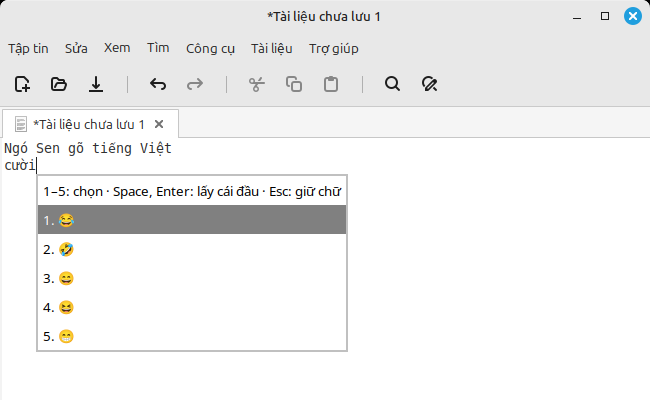 *Tài liệu chưa lưu 1
Tập tin Sửa Xem Tìm Công cụ Tài liệu Trợ giúp
*Tài liệu chưa lưu 1
Ngó Sen gõ tiếng Việt
cười
1–5: chọn · Space, Enter: lấy cái đầu · Esc: giữ chữ
1. 😂
2. 🤣
3. 😄
4. 😆
5. 😁